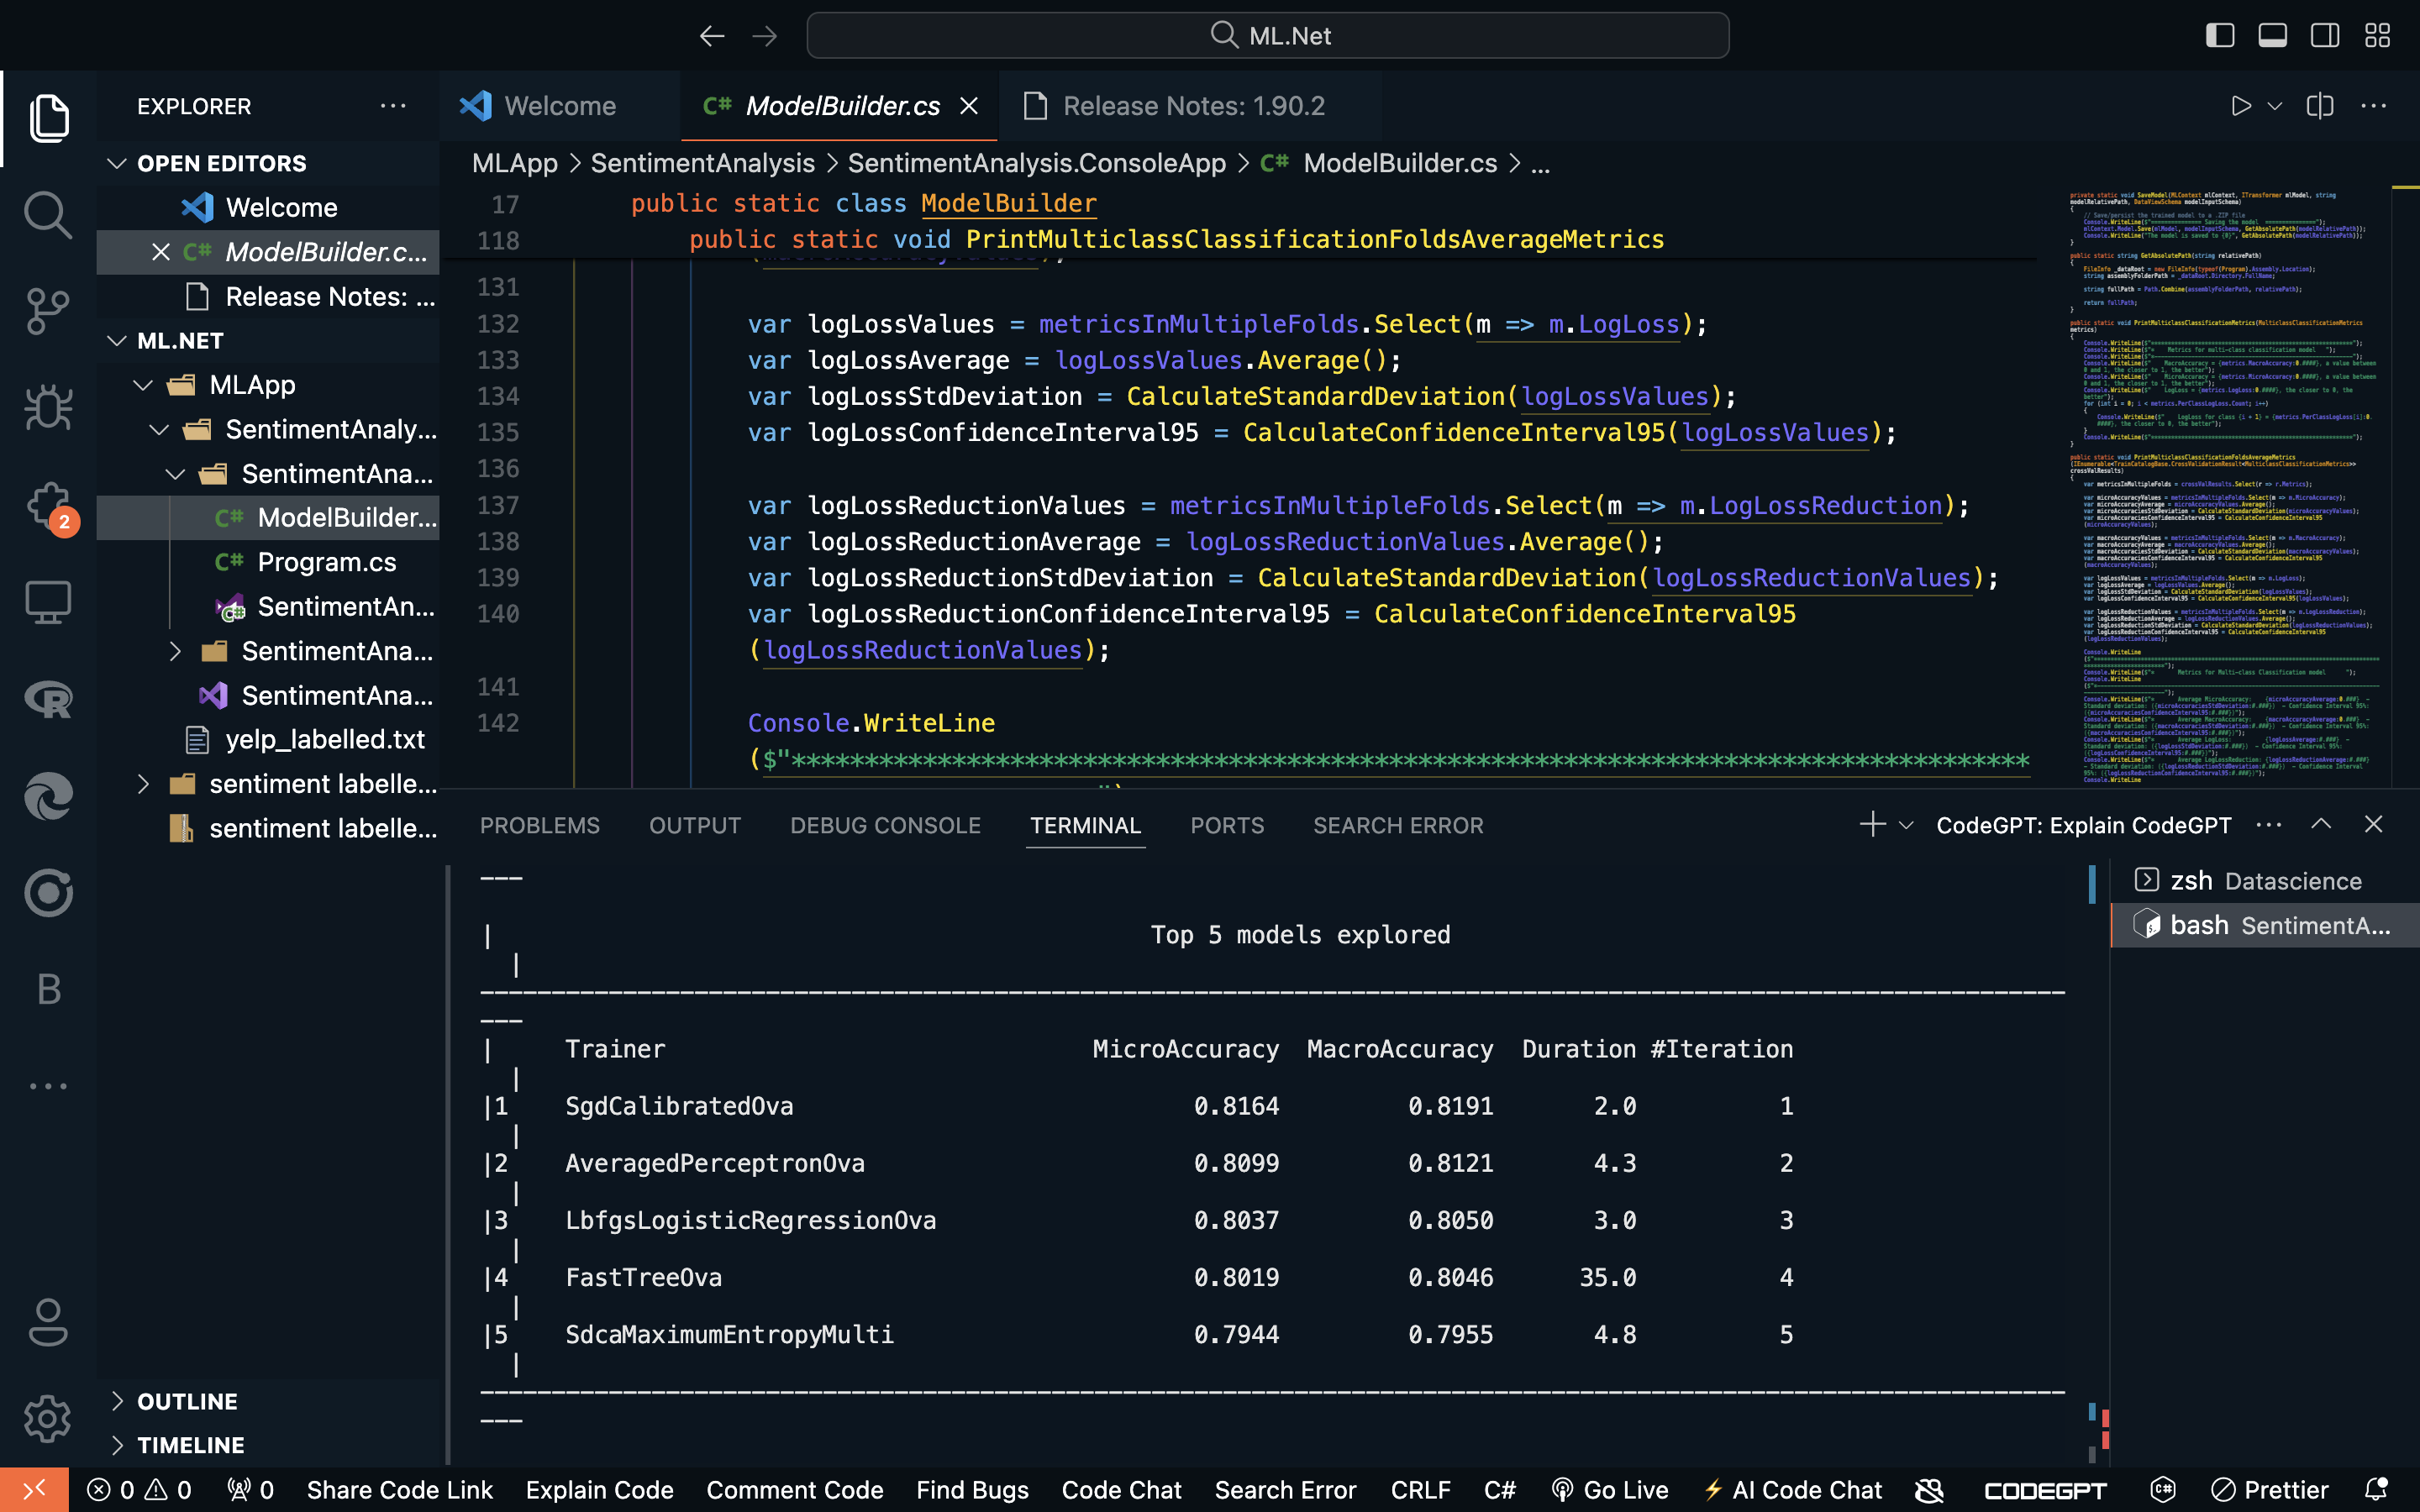 ML.Net
EXPLORER
Welcome
ModelBuilder.cs
Release Notes: 1.90.2
OPEN EDITORS
Welcome
ModelBuilder.c...
Release Notes: ...
ML.NET
MLApp
SentimentAnaly...
SentimentAna...
ModelBuilder...
Program.cs
SentimentAn...
SentimentAna...
SentimentAna...
yelp_labelled.txt
sentiment labelle...
sentiment labelle...
OUTLINE
TIMELINE
MLApp > SentimentAnalysis > SentimentAnalysis.ConsoleApp > C# ModelBuilder.cs > ...
17 public static class ModelBuilder
118 public static void PrintMulticlassClassificationFoldsAverageMetrics
131
132 var logLossValues = metricsInMultipleFolds.Select(m => m.LogLoss);
133 var logLossAverage = logLossValues.Average();
134 var logLossStdDeviation = CalculateStandardDeviation(logLossValues);
135 var logLossConfidenceInterval95 = CalculateConfidenceInterval95(logLossValues);
136
137 var logLossReductionValues = metricsInMultipleFolds.Select(m => m.LogLossReduction);
138 var logLossReductionAverage = logLossReductionValues.Average();
139 var logLossReductionStdDeviation = CalculateStandardDeviation(logLossReductionValues);
140 var logLossReductionConfidenceInterval95 = CalculateConfidenceInterval95
(logLossReductionValues);
141
142 Console.WriteLine
($"*************************************************************************************
PROBLEMS OUTPUT DEBUG CONSOLE TERMINAL PORTS SEARCH ERROR
CodeGPT: Explain CodeGPT
zsh Datascience
bash SentimentA...
Top 5 models explored
Trainer MicroAccuracy MacroAccuracy Duration #Iteration
|1 SgdCalibratedOva 0.8164 0.8191 2.0 1
|2 AveragedPerceptronOva 0.8099 0.8121 4.3 2
|3 LbfgsLogisticRegressionOva 0.8037 0.8050 3.0 3
|4 FastTreeOva 0.8019 0.8046 35.0 4
|5 SdcaMaximumEntropyMulti 0.7944 0.7955 4.8 5
2
B
0 0 0 Share Code Link Explain Code Comment Code Find Bugs Code Chat Search Error CRLF C# Go Live AI Code Chat CODEGPT Prettier